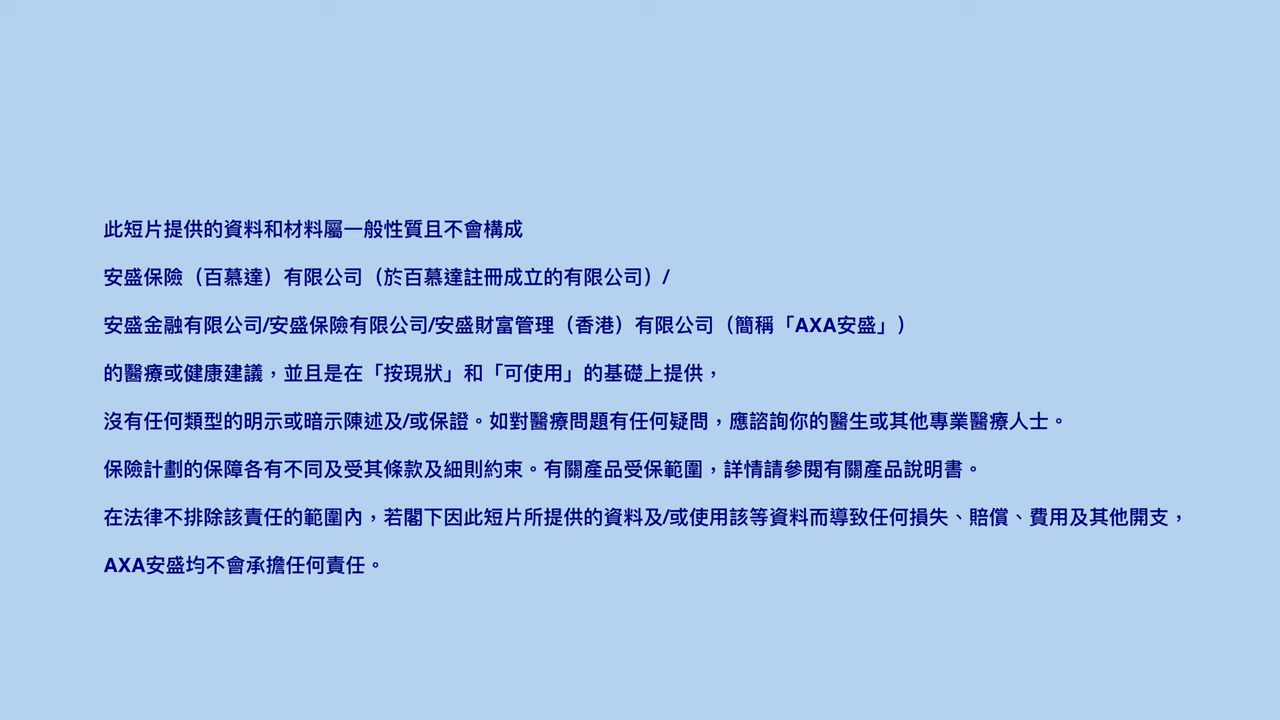 此短片提供的資料和材料屬一般性質且不會構成
安盛保險（百慕達）有限公司（於百慕達註冊成立的有限公司）/
安盛金融有限公司/安盛保險有限公司/安盛財富管理（香港）有限公司（簡稱「AXA安盛」）
的醫療或健康建議，並且是在「按現狀」和「可使用」的基礎上提供，
沒有任何類型的明示或暗示陳述及/或保證。如對醫療問題有任何疑問，應諮詢你的醫生或其他專業醫療人士。
保險計劃的保障各有不同及受其條款及細則約束。有關產品受保範圍，詳情請參閱有關產品說明書。
在法律不排除該責任的範圍內，若閣下因此短片所提供的資料及/或使用該等資料而導致任何損失、賠償、費用及其他開支，
AXA安盛均不會承擔任何責任。